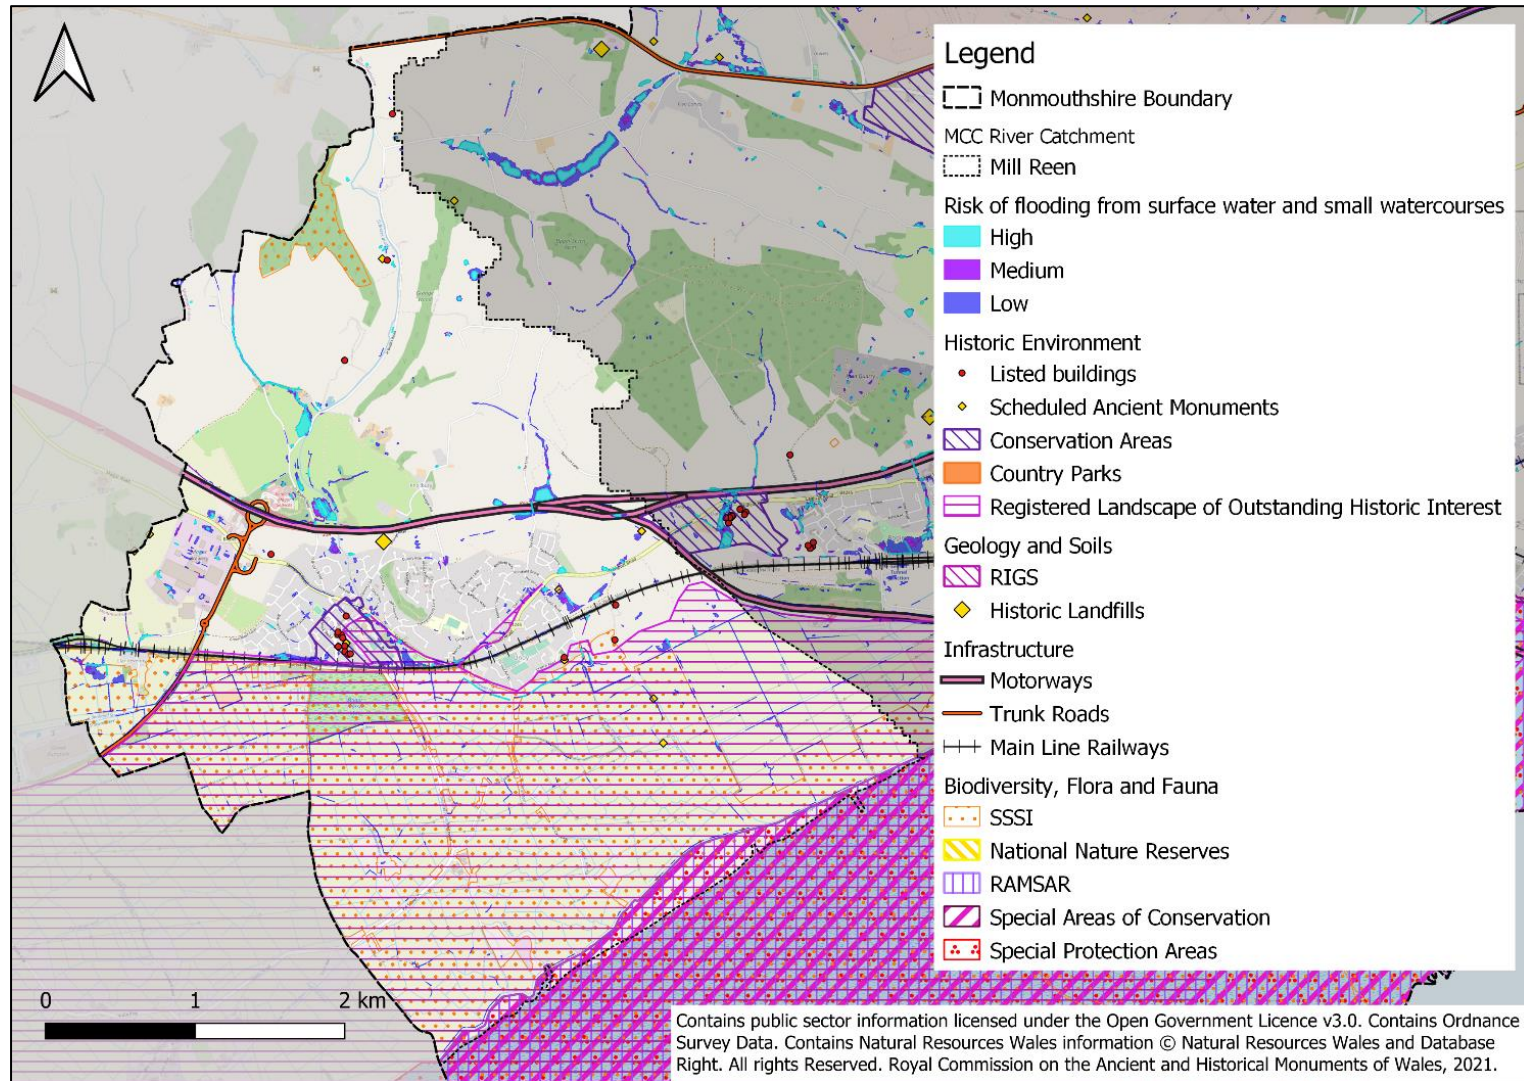 Legend
Monmouthshire Boundary
MCC River Catchment
Mill Reen
Risk of flooding from surface water and small watercourses
High
Medium
Low
Historic Environment
Listed buildings
Scheduled Ancient Monuments
Conservation Areas
Country Parks
Registered Landscape of Outstanding Historic Interest
Geology and Soils
RIGS
Historic Landfills
Infrastructure
Motorways
Trunk Roads
Main Line Railways
Biodiversity, Flora and Fauna
SSSI
National Nature Reserves
RAMSAR
Special Areas of Conservation
Special Protection Areas
0 1 2 km
Contains public sector information licensed under the Open Government Licence v3.0. Contains Ordnance
Survey Data. Contains Natural Resources Wales information © Natural Resources Wales and Database
Right. All rights Reserved. Royal Commission on the Ancient and Historical Monuments of Wales, 2021.